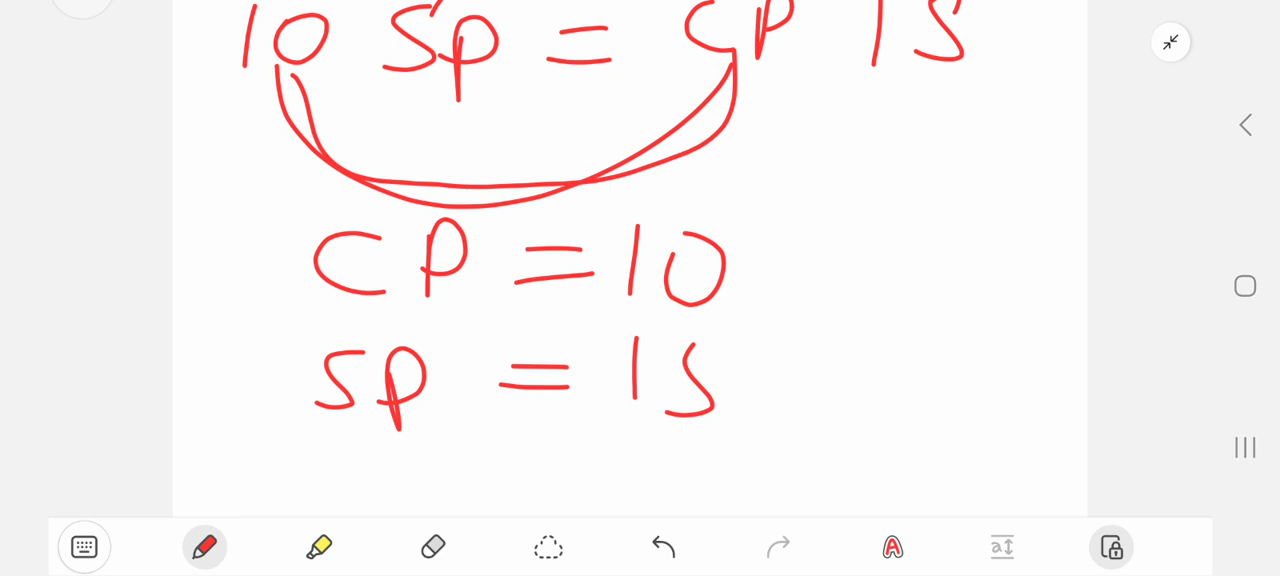 10 SP = CP 15
CP = 10
SP = 15